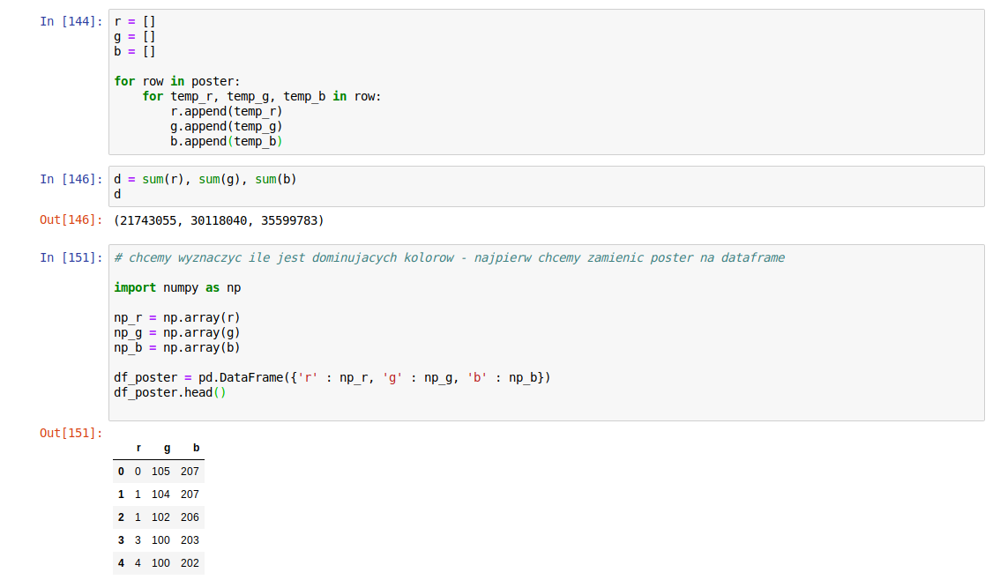 In [144]: r = []
g = []
b = []
for row in poster:
    for temp_r, temp_g, temp_b in row:
        r.append(temp_r)
        g.append(temp_g)
        b.append(temp_b)
In [146]: d = sum(r), sum(g), sum(b)
d
Out[146]: (21743055, 30118040, 35599783)
In [151]: # chcemy wyznaczyc ile jest dominujacych kolorow - najpierw chcemy zamienic poster na dataframe
import numpy as np
np_r = np.array(r)
np_g = np.array(g)
np_b = np.array(b)
df_poster = pd.DataFrame({'r' : np_r, 'g' : np_g, 'b' : np_b})
df_poster.head()
Out[151]:
r g b
0 0 105 207
1 1 104 207
2 1 102 206
3 3 100 203
4 4 100 202